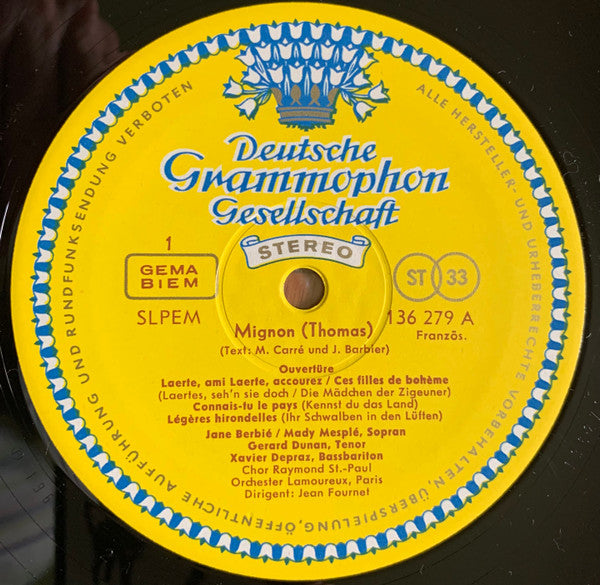 ALLE HERSTELLER- UND URHEBERRECHTE VORBEHALTEN, ÜBERSPIELUNG, ÖFFENTLICHE AUFFÜHRUNG UND RUNDFUNKSENDUNG VERBOTEN
Deutsche
Grammophon
Gesellschaft
STEREO
1
GEMA
BIEM
ST 33
SLPEM
136 279 A
Mignon (Thomas)
Französ.
(Text: M. Carré und J. Barbier)
Ouvertüre
Laerte, ami Laerte, accourez / Ces filles de bohème
(Laertes, seh'n sie doch / Die Mädchen der Zigeuner)
Connais-tu le pays (Kennst du das Land)
Légères hirondelles (Ihr Schwalben in den Lüften)
Jane Berbié / Mady Mesplé, Sopran
Gerard Dunan, Tenor
Xavier Depraz, Bassbariton
Chor Raymond St.-Paul
Orchester Lamoureux, Paris
Dirigent: Jean Fournet